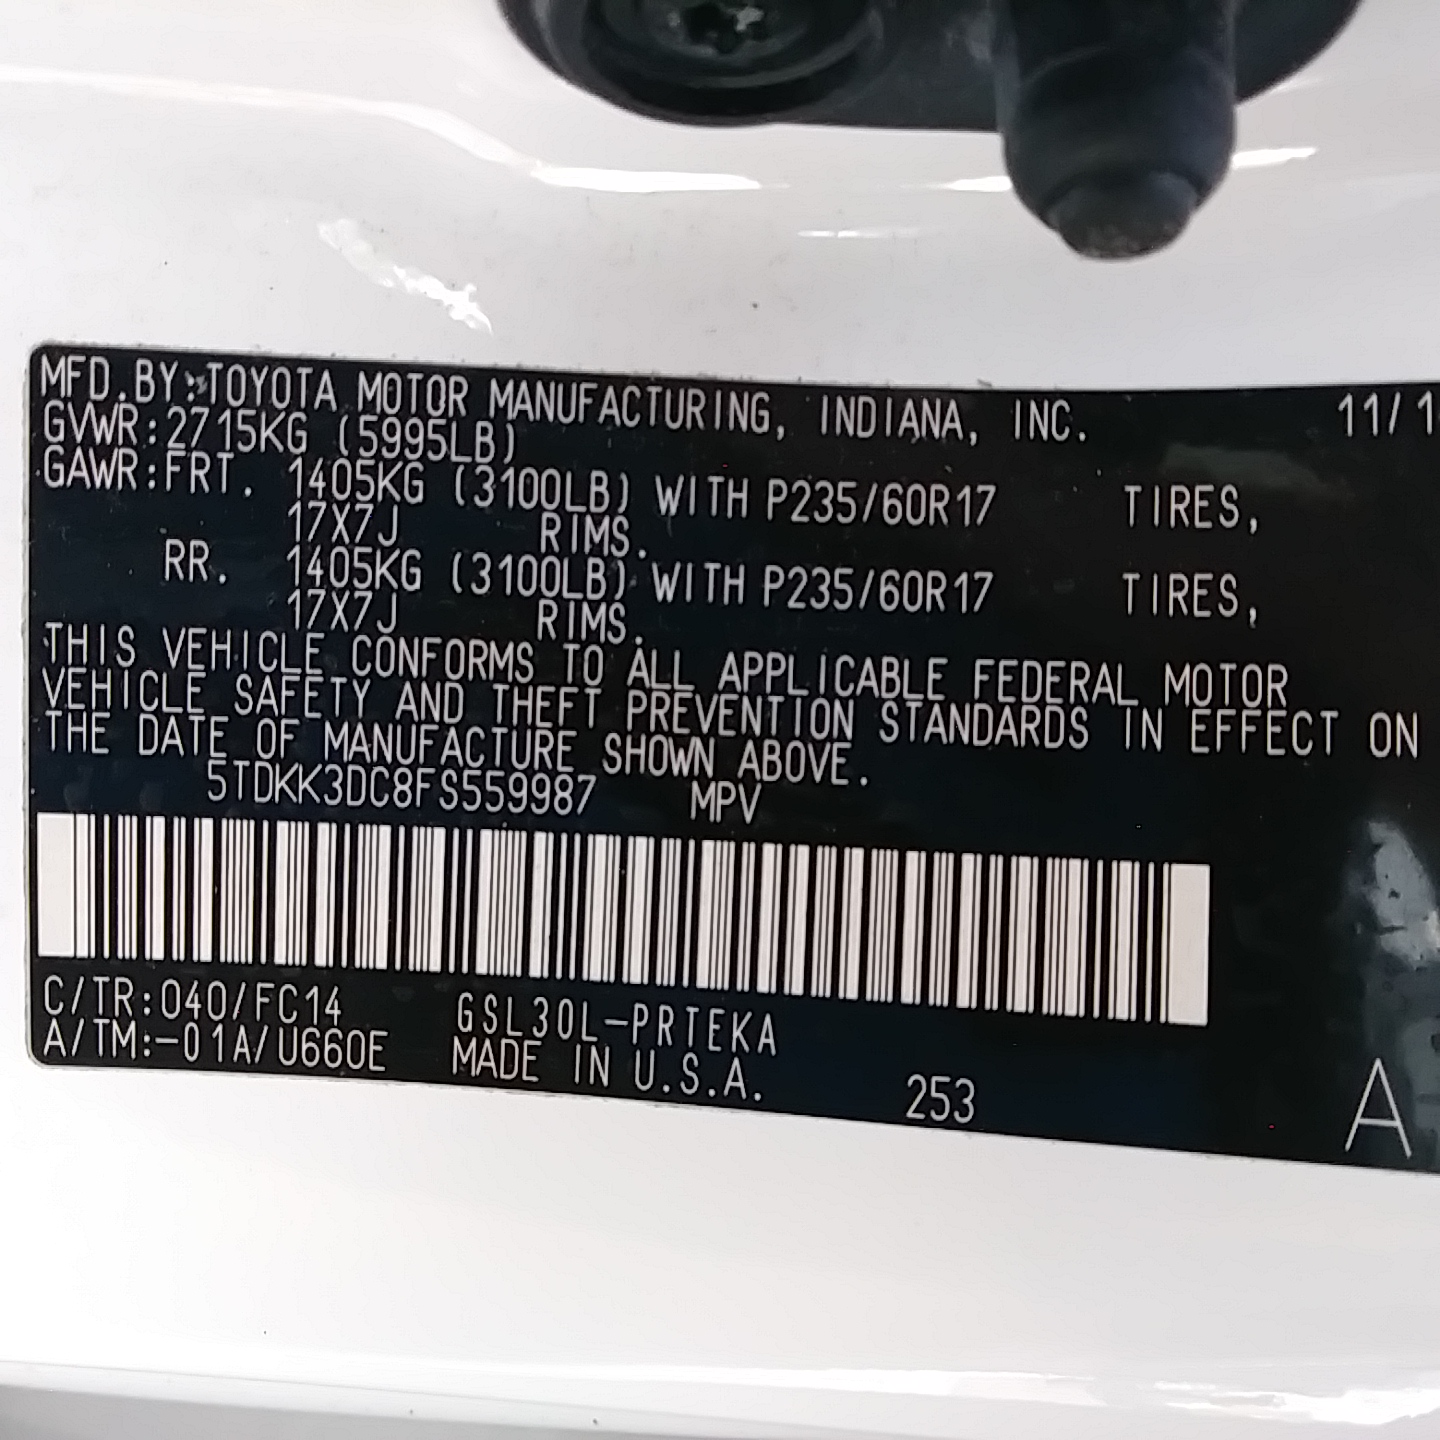 MFD.BY:TOYOTA MOTOR MANUFACTURING, INDIANA, INC. 11/1
GVWR:2715KG (5995LB)
GAWR:FRT. 1405KG (3100LB) WITH P235/60R17 TIRES,
17X7J RIMS.
RR. 1405KG (3100LB) WITH P235/60R17 TIRES,
17X7J RIMS.
THIS VEHICLE CONFORMS TO ALL APPLICABLE FEDERAL MOTOR
VEHICLE SAFETY AND THEFT PREVENTION STANDARDS IN EFFECT ON
THE DATE OF MANUFACTURE SHOWN ABOVE.
5TDKK3DC8FS559987 MPV
C/TR:040/FC14 GSL30L-PRTEKA
A/TM:-01A/U660E MADE IN U.S.A. 253 A